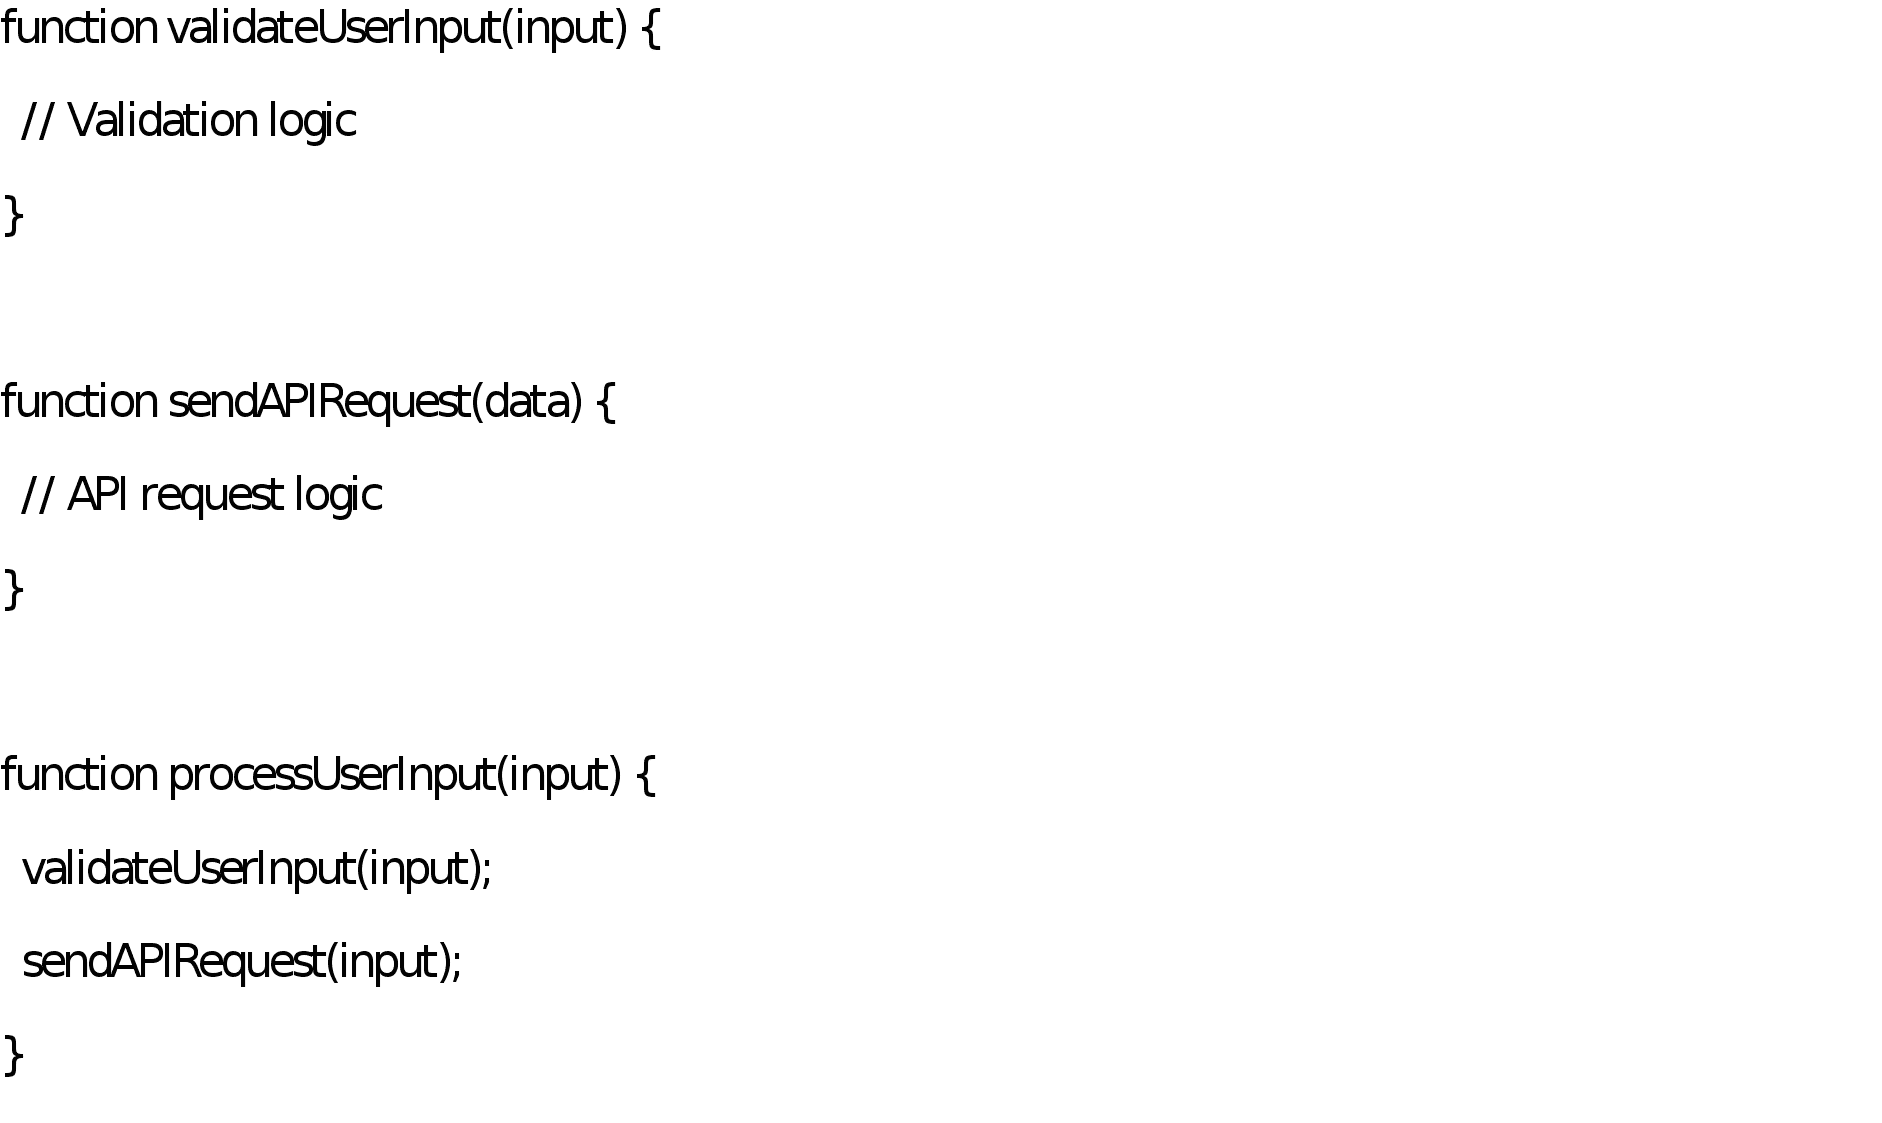 function validateUserInput(input) {
  // Validation logic
}

function sendAPIRequest(data) {
  // API request logic
}

function processUserInput(input) {
  validateUserInput(input);
  sendAPIRequest(input);
}